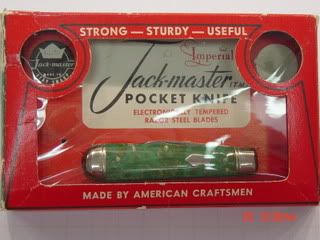 STRONG — STURDY — USEFUL
Imperial
Jack-master
Jack-master T.M.
POCKET KNIFE
ELECTRONICALLY TEMPERED
RAZOR STEEL BLADES
MADE BY AMERICAN CRAFTSMEN